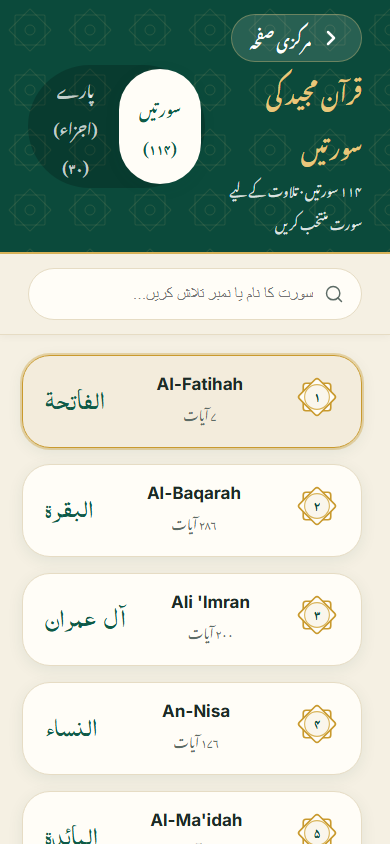 مرکزی صفحہ
قرآن مجید کی
سورتیں
۱۱۴ سورتیں · تلاوت کے لیے
سورت منتخب کریں
سورتیں
(۱۱۴)
پارے
(اجزاء)
(۳۰)
سورت کا نام یا نمبر تلاش کریں...
۱
Al-Fatihah
۷ آیات
الفاتحة
۲
Al-Baqarah
۲۸۶ آیات
البقرة
۳
Ali 'Imran
۲۰۰ آیات
آل عمران
۴
An-Nisa
۱۷۶ آیات
النساء
۵
Al-Ma'idah
المائدة